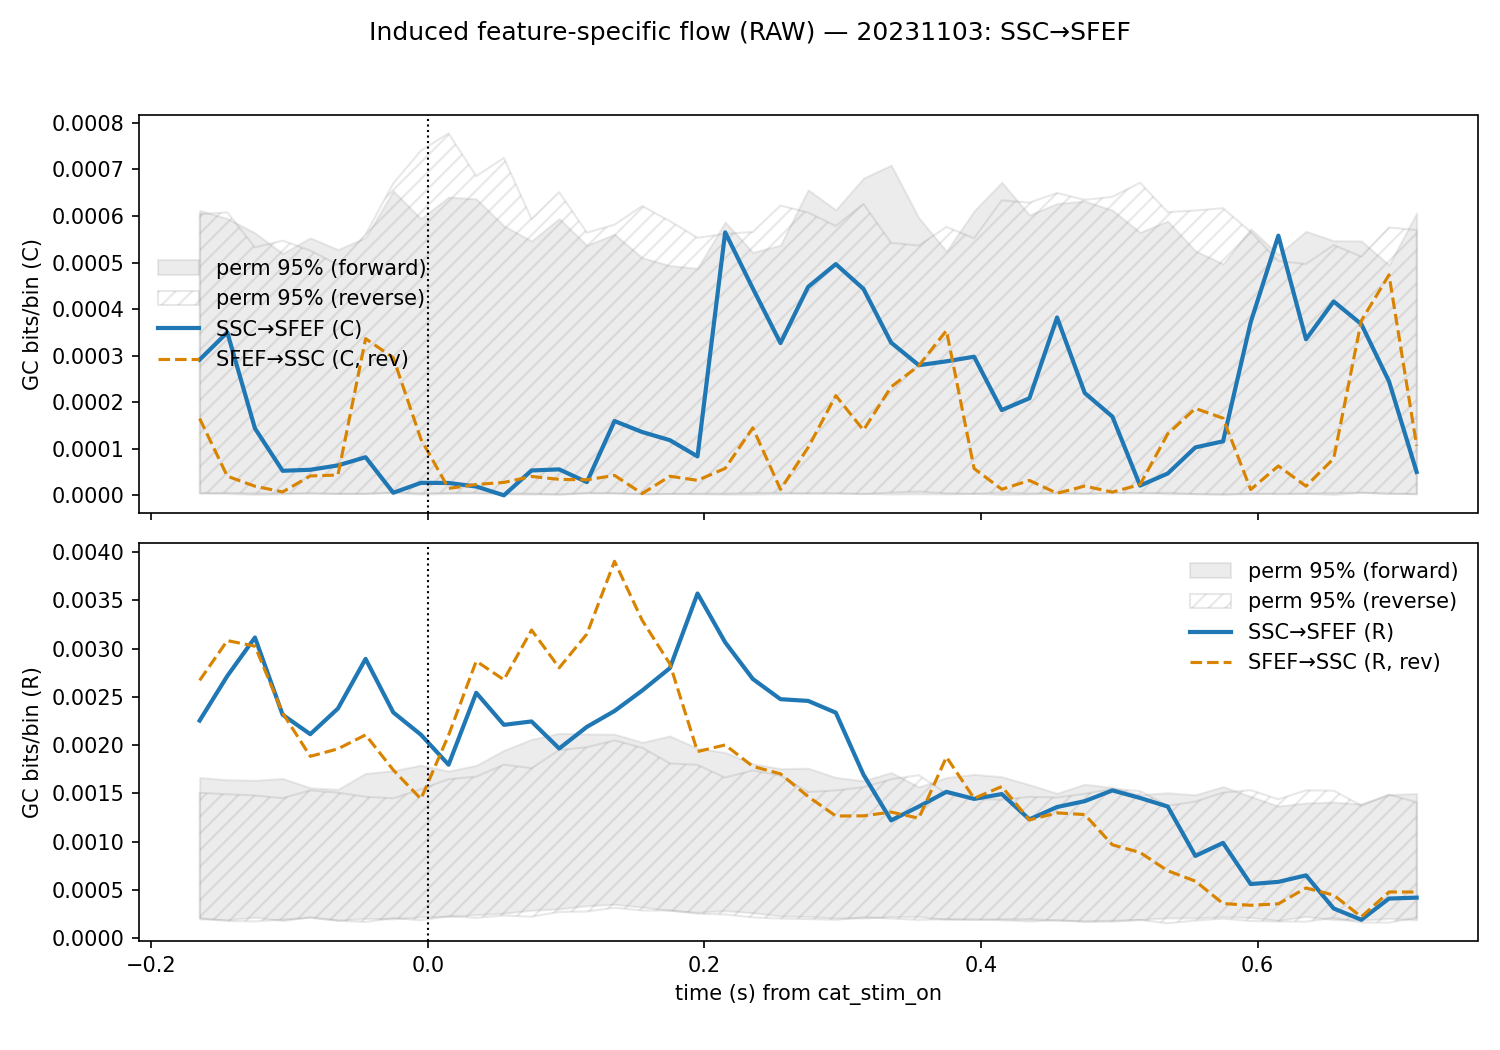 Induced feature-specific flow (RAW) — 20231103: SSC→SFEF
GC bits/bin (C)
0.0008
0.0007
0.0006
0.0005
0.0004
0.0003
0.0002
0.0001
0.0000
perm 95% (forward)
perm 95% (reverse)
SSC→SFEF (C)
SFEF→SSC (C, rev)
GC bits/bin (R)
0.0040
0.0035
0.0030
0.0025
0.0020
0.0015
0.0010
0.0005
0.0000
perm 95% (forward)
perm 95% (reverse)
SSC→SFEF (R)
SFEF→SSC (R, rev)
−0.2 0.0 0.2 0.4 0.6
time (s) from cat_stim_on